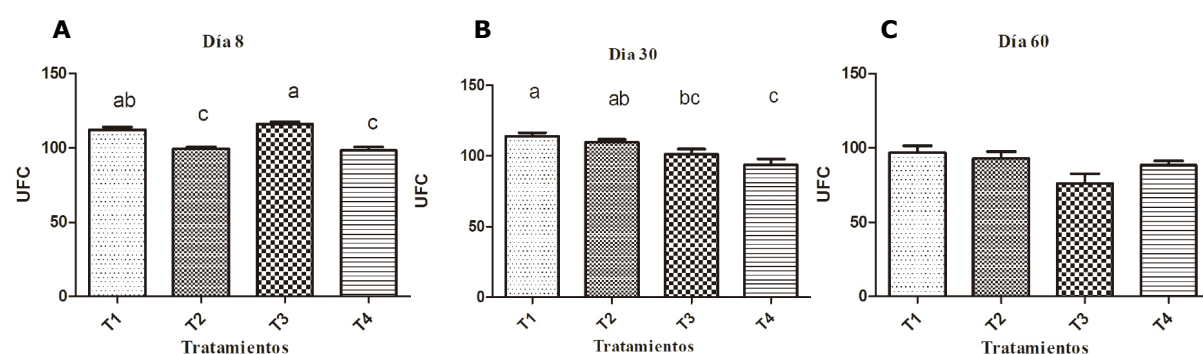 A
Día 8
150
100
50
0
UFC
ab
c
a
c
T1
T2
T3
T4
Tratamientos
B
Dia 30
150
100
50
0
UFC
a
ab
bc
c
T1
T2
T3
T4
Tratamientos
C
Día 60
150
100
50
0
UFC
T1
T2
T3
T4
Tratamientos